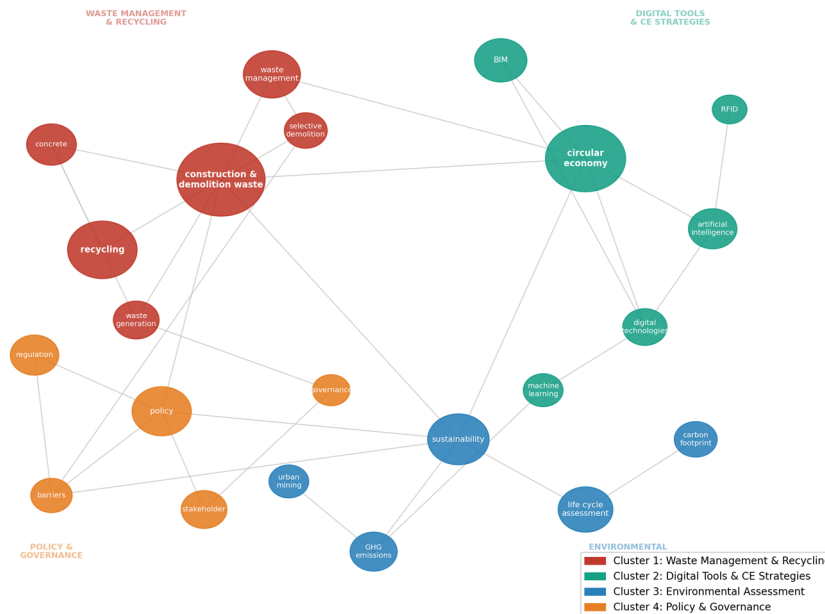 WASTE MANAGEMENT
& RECYCLING
DIGITAL TOOLS
& CE STRATEGIES
BIM
waste
management
RFID
selective
demolition
concrete
circular
economy
construction &
demolition waste
artificial
intelligence
recycling
waste
generation
digital
technologies
regulation
governance
machine
learning
policy
sustainability
carbon
footprint
urban
mining
barriers
stakeholder
life cycle
assessment
GHG
emissions
POLICY &
GOVERNANCE
ENVIRONMENTAL
Cluster 1: Waste Management & Recyclin
Cluster 2: Digital Tools & CE Strategies
Cluster 3: Environmental Assessment
Cluster 4: Policy & Governance